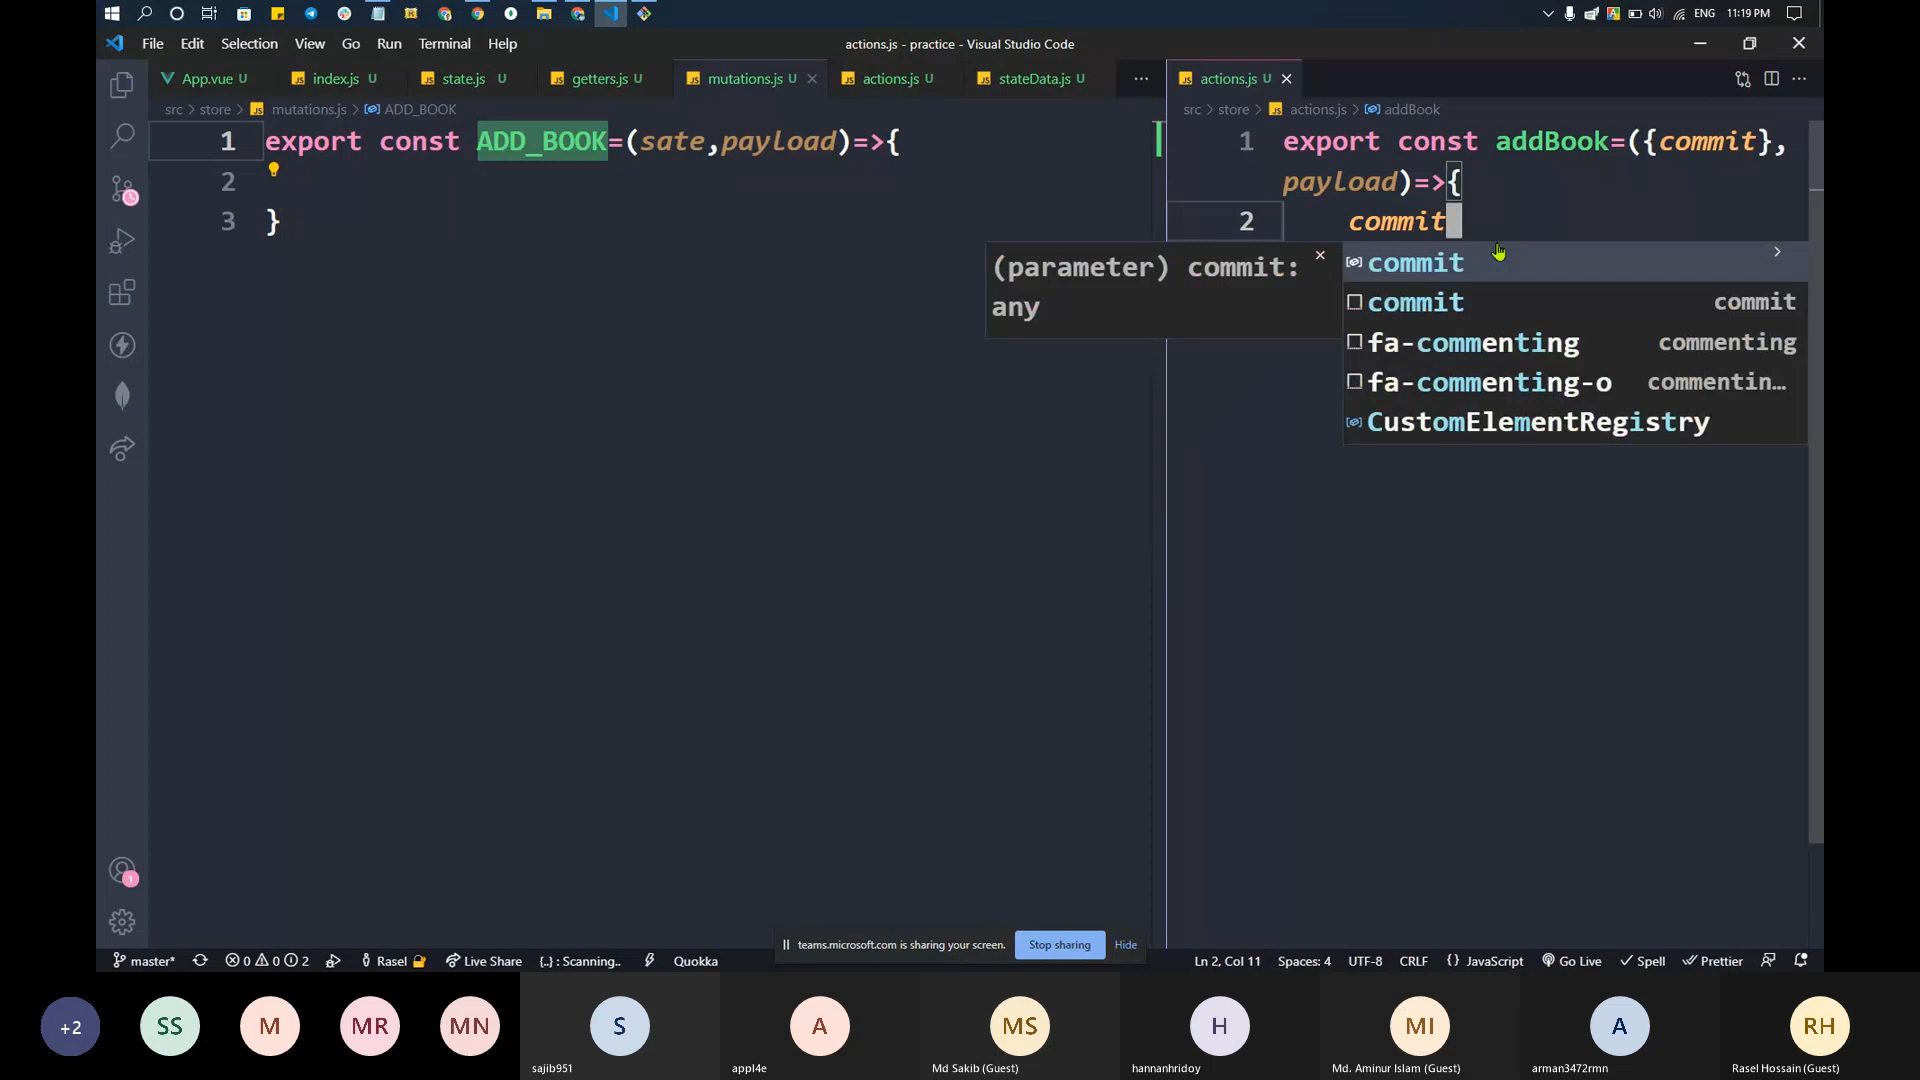 ENG 11:19 PM
File Edit Selection View Go Run Terminal Help
actions.js - practice - Visual Studio Code
App.vue U index.js U state.js U getters.js U mutations.js U actions.js U stateData.js U
src > store > mutations.js > ADD_BOOK
1 export const ADD_BOOK=(sate,payload)=>{
2
3 }
actions.js U
src > store > actions.js > addBook
1 export const addBook=({commit},
payload)=>{
2 commit
(parameter) commit:
any
commit
commit commit
fa-commenting commenting
fa-commenting-o commentin…
CustomElementRegistry
1
teams.microsoft.com is sharing your screen. Stop sharing Hide
master* 0 0 2 Rasel Live Share {..} : Scanning.. Quokka
Ln 2, Col 11 Spaces: 4 UTF-8 CRLF {} JavaScript Go Live Spell Prettier
+2 SS M MR MN S A MS H MI A RH
sajib951 appl4e Md Sakib (Guest) hannanhridoy Md. Aminur Islam (Guest) arman3472rmn Rasel Hossain (Guest)